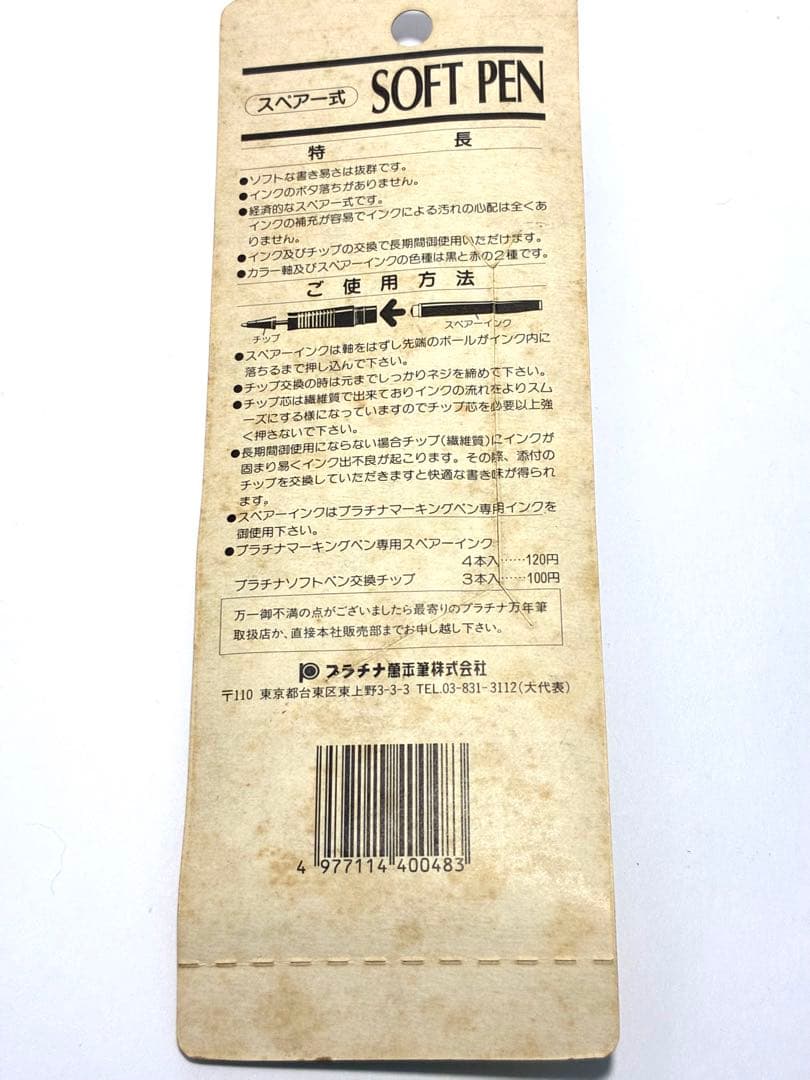 スペアー式 SOFT PEN
特長
●ソフトな書き易さは抜群です。
●インクのボタ落ちがありません。
●経済的なスペアー式です。
インクの補充が容易でインクによる汚れの心配は全くあ
りません。
●インク及びチップの交換で長期間御使用いただけます。
●カラー軸及びスペアーインクの色種は黒と赤の2種です。
ご使用方法
チップ
スペアーインク
●スペアーインクは軸をはずし先端のボールがインク内に
落ちるまで押し込んで下さい。
●チップ交換の時は元までしっかりネジを締めて下さい。
●チップ芯は繊維質で出来ておりインクの流れをよりスム
ーズにする様になっていますのでチップ芯を必要以上強
く押さないで下さい。
●長期間御使用にならない場合チップ(繊維質)にインクが
固まり易くインク出不良が起こります。その際、添付の
チップを交換していただきますと快適な書き味が得られ
ます。
●スペアーインクはプラチナマーキングペン専用インクを
御使用下さい。
●プラチナマーキングペン専用スペアーインク
4本入……120円
プラチナソフトペン交換チップ 3本入……100円
万一御不満の点がございましたら最寄りのプラチナ万年筆
取扱店か、直接本社販売部までお申し越し下さい。
プラチナ萬年筆株式会社
〒110 東京都台東区東上野3-3-3 TEL.03-831-3112(大代表)
4 977114 400483